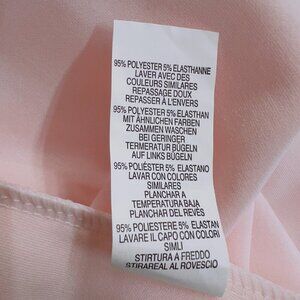 95% POLYESTER 5% ELASTHANNE
LAVER AVEC DES
COULEURS SIMILARES
REPASSAGE DOUX
REPASSER À L'ENVERS
95% POLYESTER 5% ELASTHAN
MIT ÄHNLICHEN FARBEN
ZUSAMMEN WASCHEN
BEI GERINGER
TERMERATUR BÜGELN
AUF LINKS BÜGELN
95% POLIÉSTER 5% ELASTANO
LAVAR CON COLORES
SIMILARES
PLANCHAR A
TEMPERATURA BAJA
PLANCHAR DEL REVÈS
95% POLIESTERE 5% ELASTAN
LAVARE IL CAPO CON COLORI
SIMLI
STIRTURA A FREDDO
STIRAREAL AL ROVESCIO